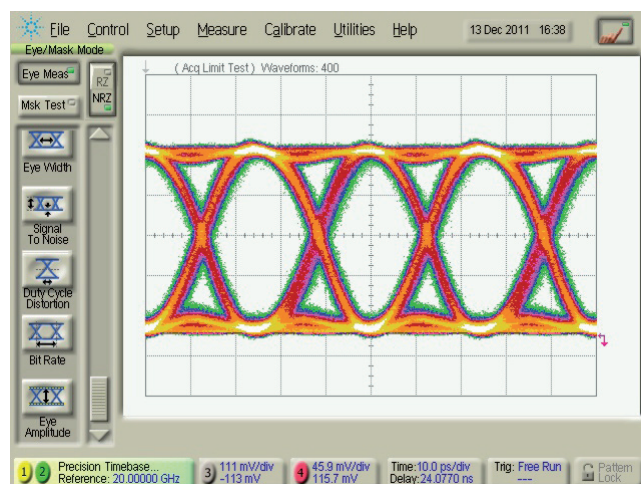 File Control Setup Measure Calibrate Utilities Help 13 Dec 2011 16:38
Eye/Mask Mode
Eye Meas
RZ
NRZ
Msk Test
( Acq Limit Test ) Waveforms: 400
Eye Width
Signal
To Noise
Duty Cycle
Distortion
Bit Rate
Eye
Amplitude
1 2 Precision Timebase...
Reference: 20.00000 GHz
3 111 mV/div
-113 mV
4 45.9 mV/div
115.7 mV
Time:10.0 ps/div
Delay:24.0770 ns
Trig: Free Run
---
Pattern
Lock